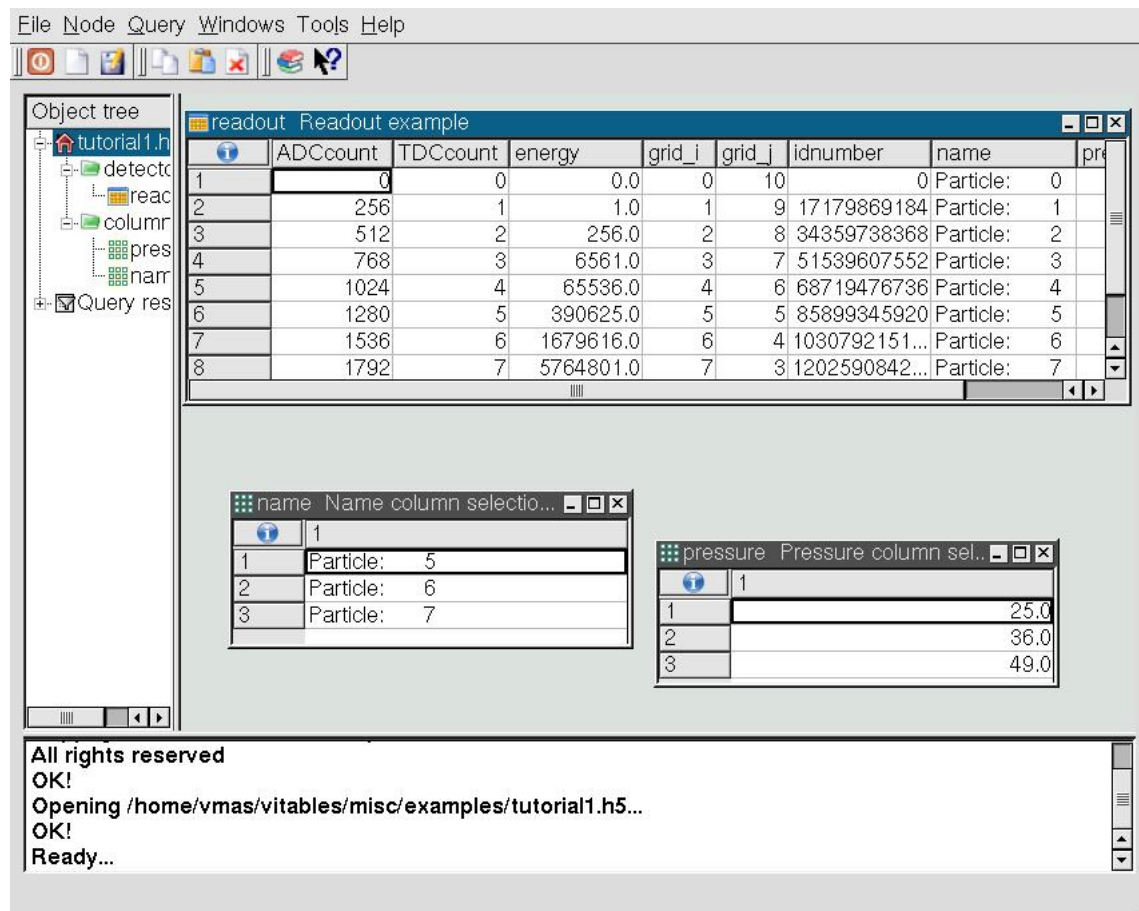 File Node Query Windows Tools Help
Object tree
tutorial1.h
detecto
reac
column
pres
nam
Query res
readout Readout example
ADCcount TDCcount energy grid_i grid_j idnumber name pre
1 0 0 0.0 0 10 0 Particle: 0
2 256 1 1.0 1 9 17179869184 Particle: 1
3 512 2 256.0 2 8 34359738368 Particle: 2
4 768 3 6561.0 3 7 51539607552 Particle: 3
5 1024 4 65536.0 4 6 68719476736 Particle: 4
6 1280 5 390625.0 5 5 85899345920 Particle: 5
7 1536 6 1679616.0 6 4 1030792151... Particle: 6
8 1792 7 5764801.0 7 3 1202590842... Particle: 7
name Name column selectio...
1
1 Particle: 5
2 Particle: 6
3 Particle: 7
pressure Pressure column sel..
1
1 25.0
2 36.0
3 49.0
All rights reserved
OK!
Opening /home/vmas/vitables/misc/examples/tutorial1.h5...
OK!
Ready...